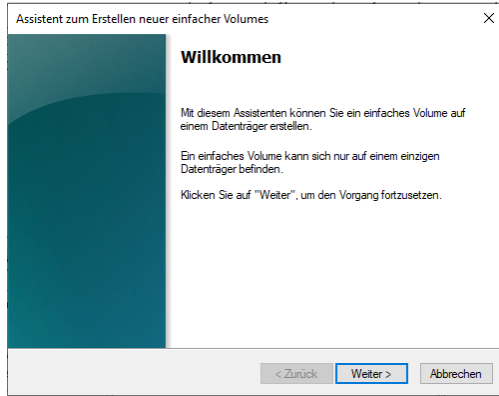 Assistent zum Erstellen neuer einfacher Volumes
Willkommen
Mit diesem Assistenten können Sie ein einfaches Volume auf
einem Datenträger erstellen.
Ein einfaches Volume kann sich nur auf einem einzigen
Datenträger befinden.
Klicken Sie auf "Weiter", um den Vorgang fortzusetzen.
< Zurück Weiter > Abbrechen